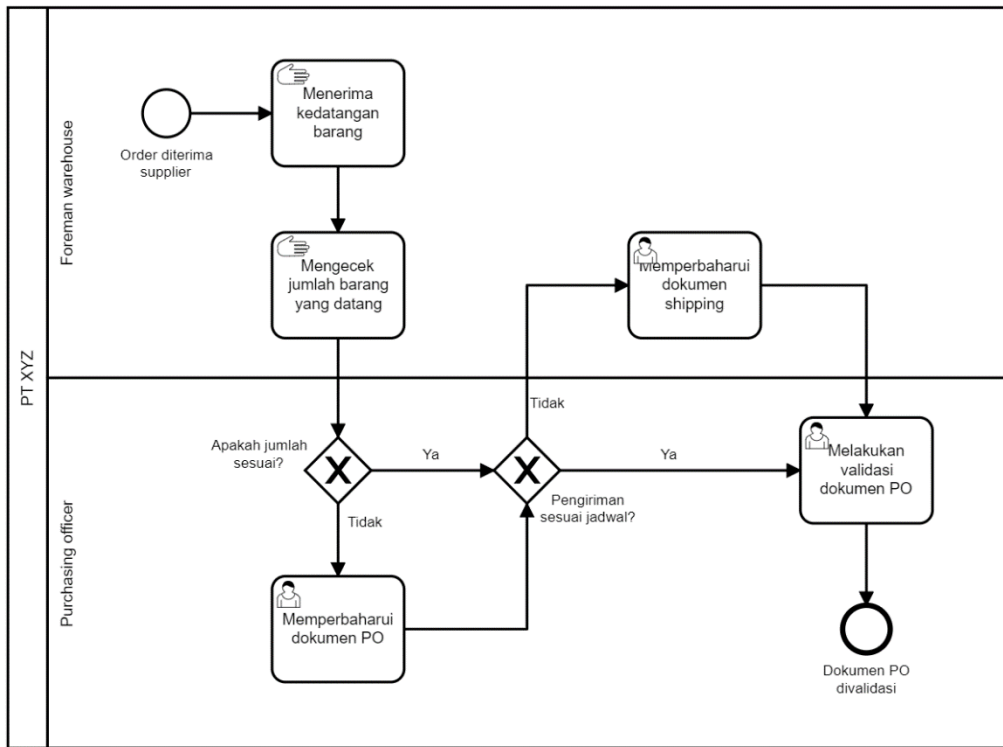 PT XYZ
Foreman warehouse
Order diterima
supplier
Menerima
kedatangan
barang
Mengecek
jumlah barang
yang datang
Memperbaharui
dokumen
shipping
Purchasing officer
Apakah jumlah
sesuai?
Ya
Tidak
Memperbaharui
dokumen PO
Tidak
Pengiriman
sesuai jadwal?
Ya
Melakukan
validasi
dokumen PO
Dokumen PO
divalidasi